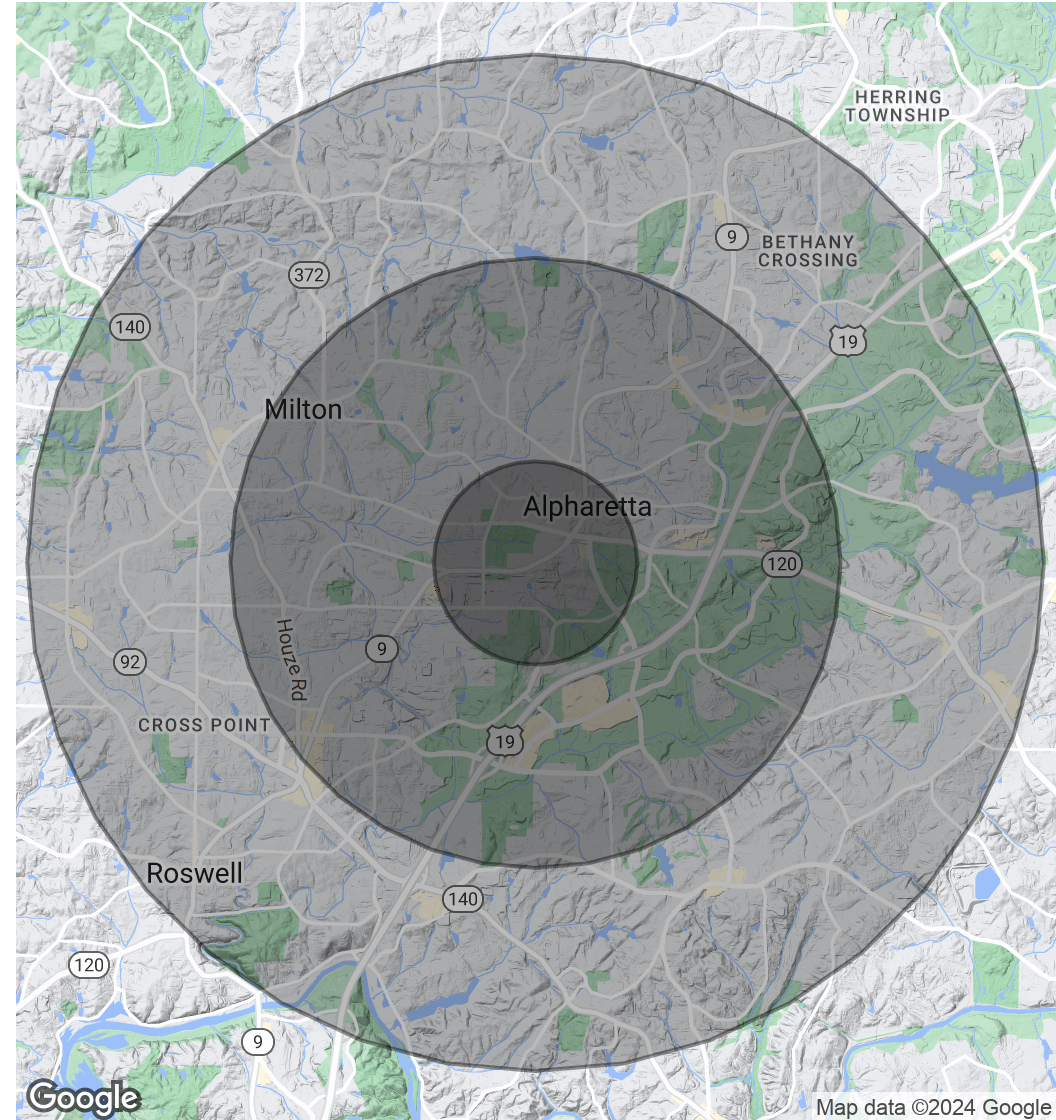 HERRING
TOWNSHIP
9
BETHANY
CROSSING
372
140
19
Milton
Alpharetta
120
Houze Rd
9
92
CROSS POINT
19
Roswell
140
120
9
Google
Map data ©2024 Google